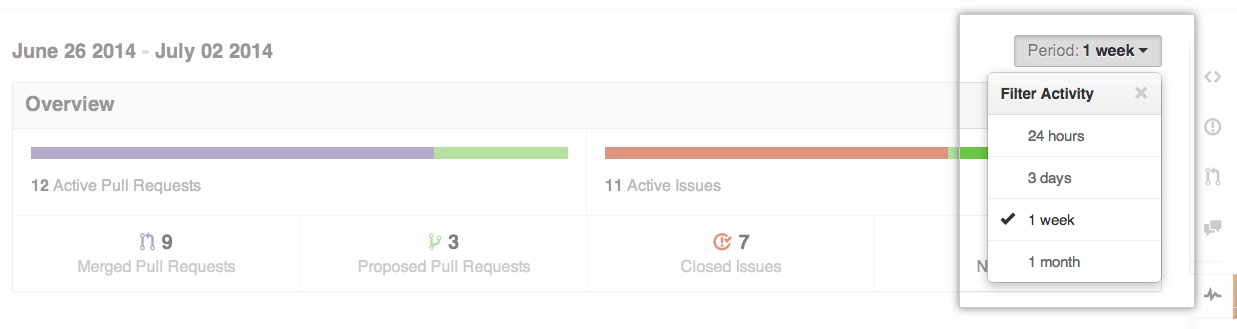 June 26 2014 - July 02 2014
Period: 1 week
Filter Activity
24 hours
3 days
1 week
1 month
Overview
12 Active Pull Requests
11 Active Issues
9
Merged Pull Requests
3
Proposed Pull Requests
7
Closed Issues
N